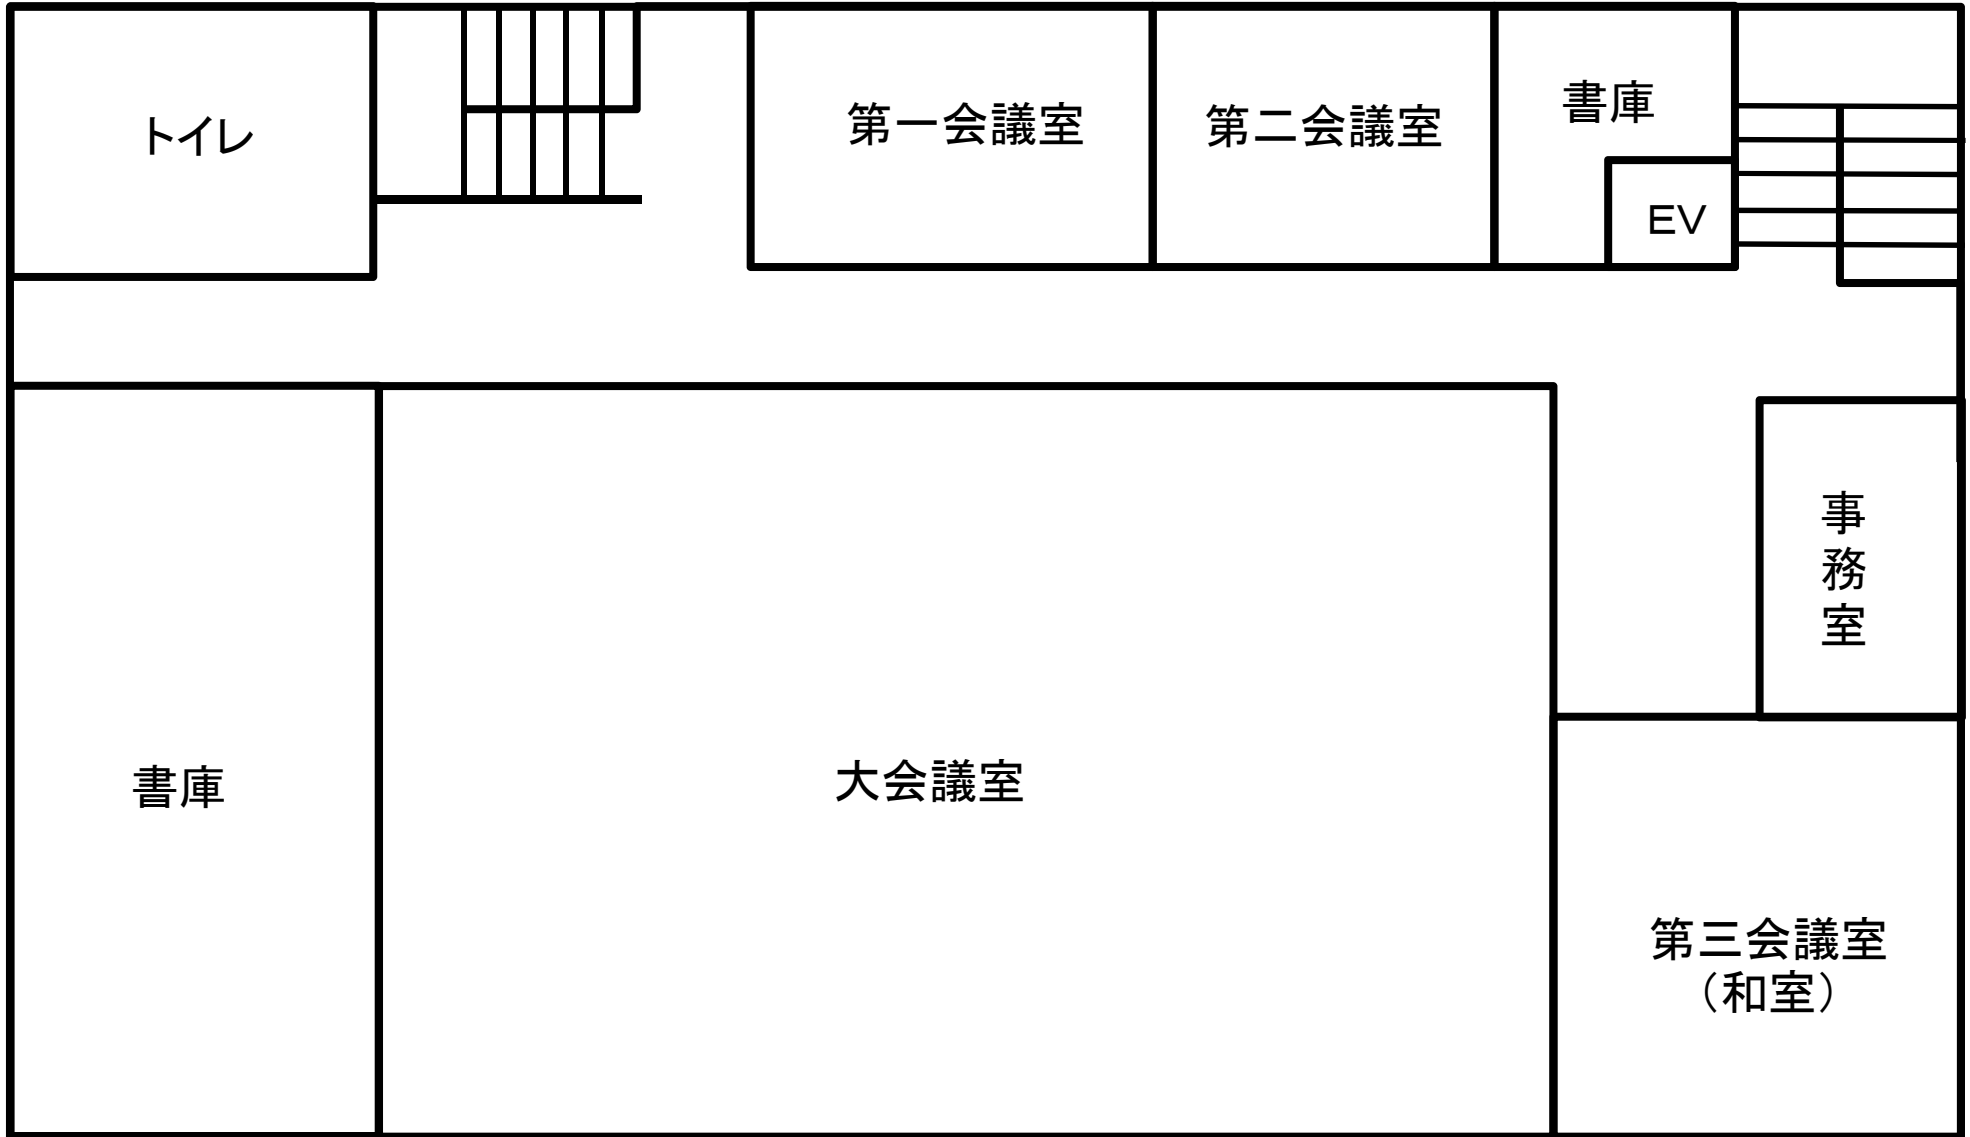 トイレ
第一会議室
第二会議室
書庫
EV
事務室
書庫
大会議室
第三会議室
（和室）